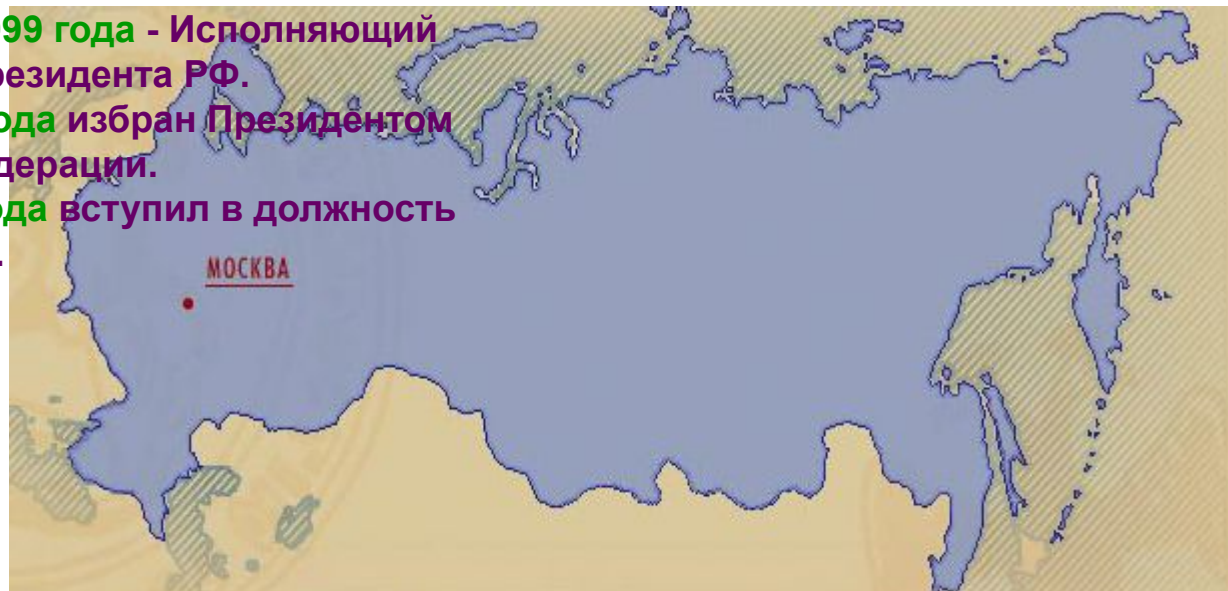 99 года - Исполняющий
резидента РФ.
ода избран Президентом
дерации.
ода вступил в должность
.
МОСКВА